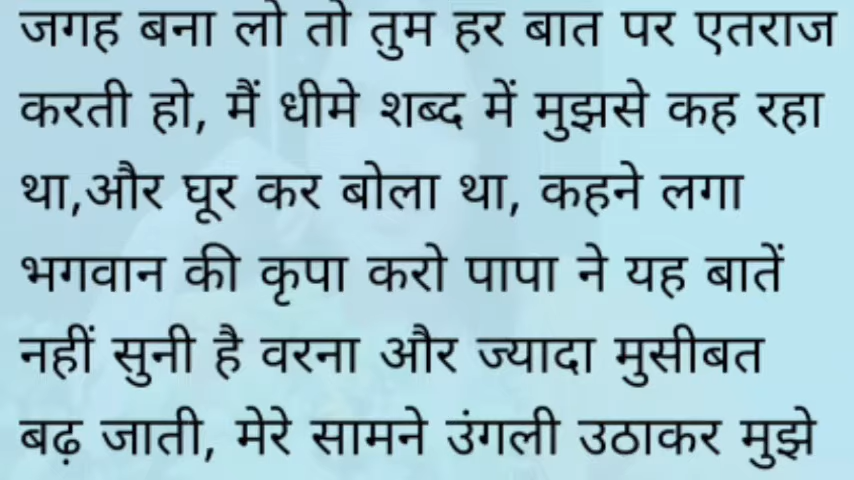 जगह बना लो तो तुम हर बात पर एतराज
करती हो, मैं धीमे शब्द में मुझसे कह रहा
था,और घूर कर बोला था, कहने लगा
भगवान की कृपा करो पापा ने यह बातें
नहीं सुनी है वरना और ज्यादा मुसीबत
बढ़ जाती, मेरे सामने उंगली उठाकर मुझे